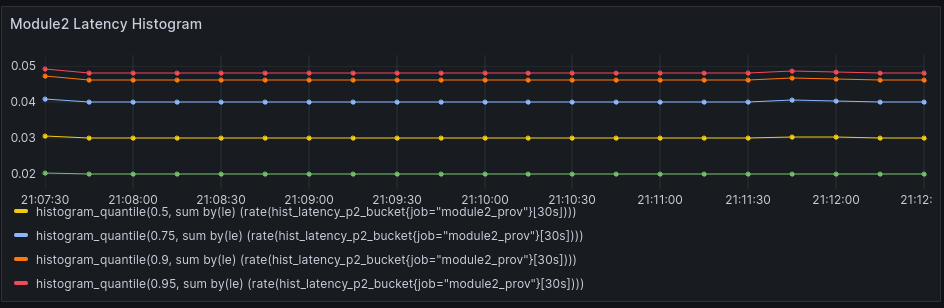 Module2 Latency Histogram
0.05
0.04
0.03
0.02
21:07:30 21:08:00 21:08:30 21:09:00 21:09:30 21:10:00 21:10:30 21:11:00 21:11:30 21:12:00 21:12:
histogram_quantile(0.5, sum by(le) (rate(hist_latency_p2_bucket{job="module2_prov"}[30s])))
histogram_quantile(0.75, sum by(le) (rate(hist_latency_p2_bucket{job="module2_prov"}[30s])))
histogram_quantile(0.9, sum by(le) (rate(hist_latency_p2_bucket{job="module2_prov"}[30s])))
histogram_quantile(0.95, sum by(le) (rate(hist_latency_p2_bucket{job="module2_prov"}[30s])))